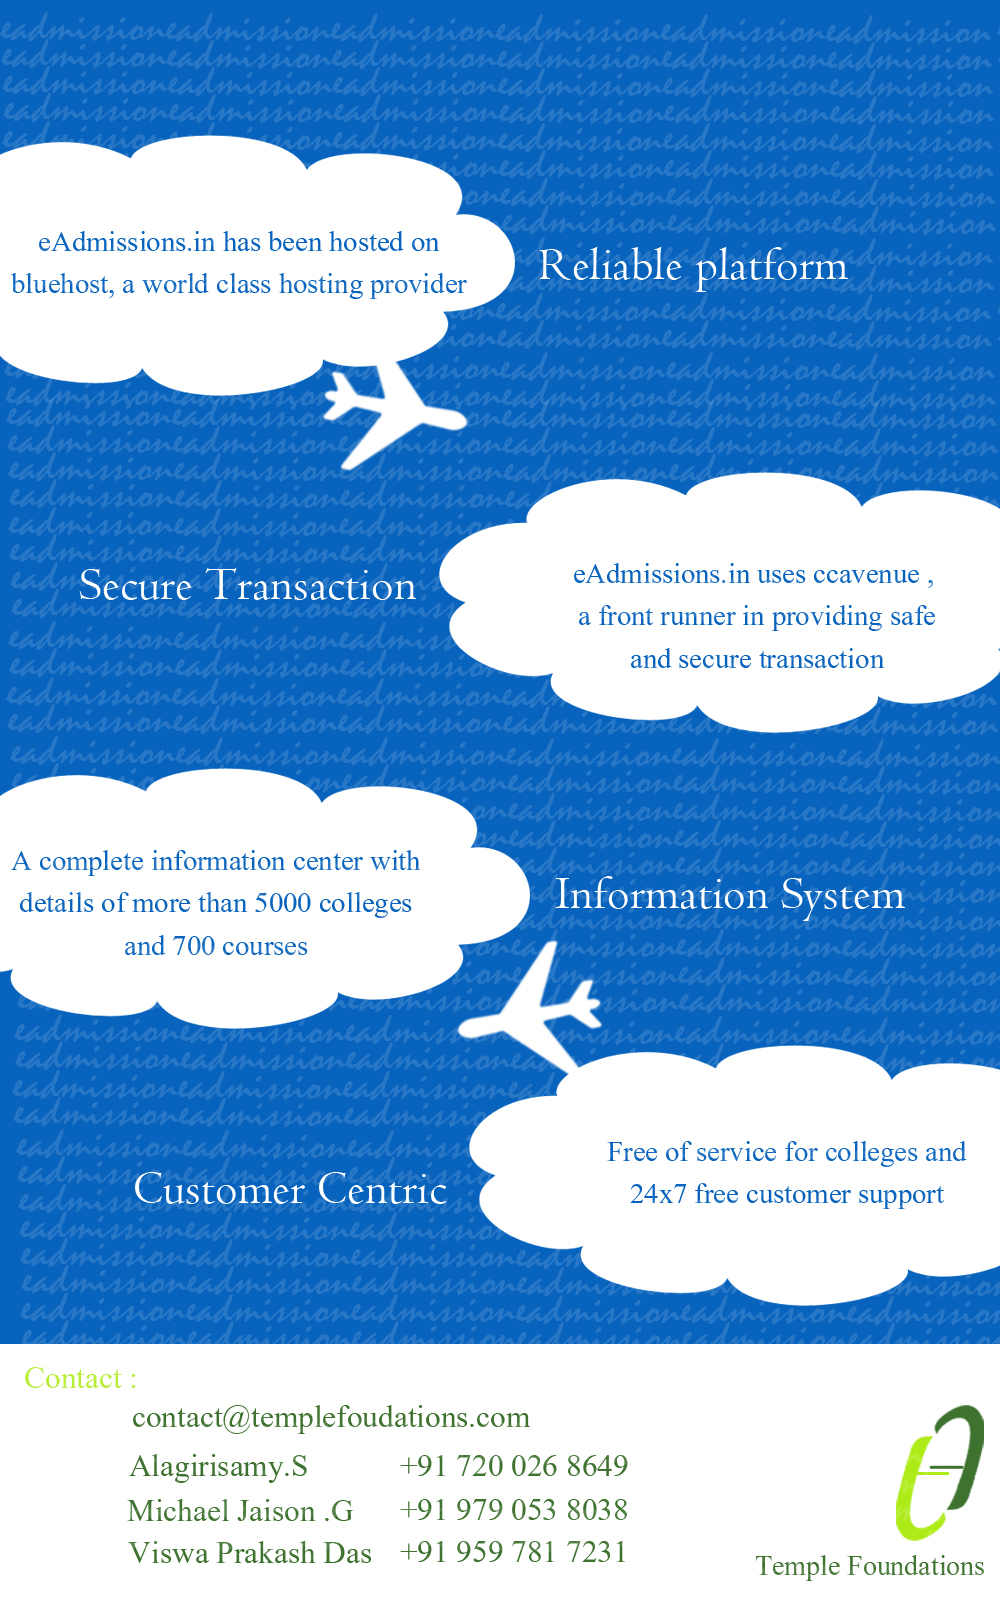 eAdmissions.in has been hosted on
bluehost, a world class hosting provider
Reliable platform
Secure Transaction
eAdmissions.in uses ccavenue ,
a front runner in providing safe
and secure transaction
A complete information center with
details of more than 5000 colleges
and 700 courses
Information System
Customer Centric
Free of service for colleges and
24x7 free customer support
Contact :
contact@templefoudations.com
Alagirisamy.S +91 720 026 8649
Michael Jaison .G +91 979 053 8038
Viswa Prakash Das +91 959 781 7231
Temple Foundations